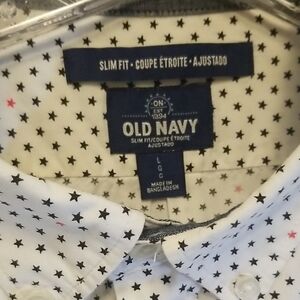 SLIM FIT • COUPE ÉTROITE • AJUSTADO
ON
EST
1994
OLD NAVY
SLIM FIT/COUPE ÉTROITE
AJUSTADO
L
G
G
MADE IN
BANGLADESH